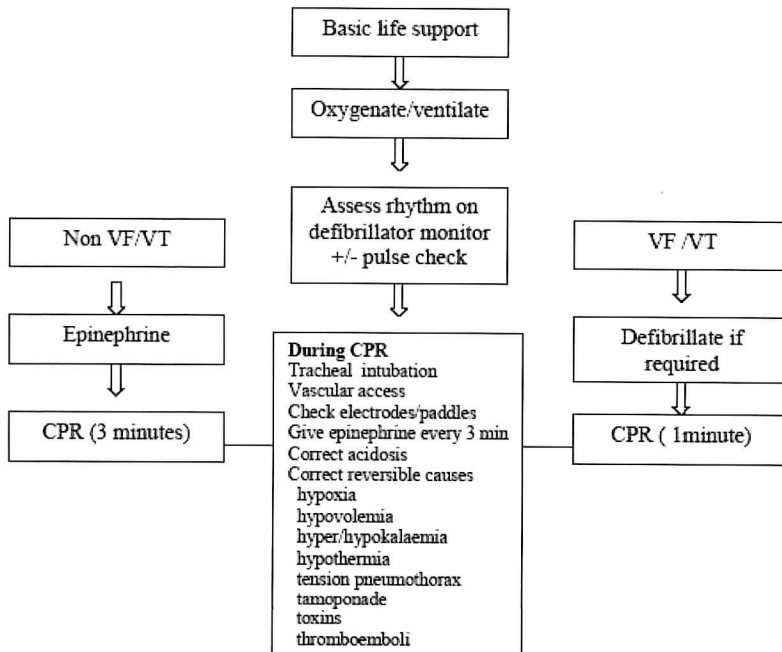 Basic life support
Oxygenate/ventilate
Assess rhythm on
defibrillator monitor
+/- pulse check
Non VF/VT
Epinephrine
CPR (3 minutes)
VF /VT
Defibrillate if
required
CPR ( 1minute)
During CPR
Tracheal intubation
Vascular access
Check electrodes/paddles
Give epinephrine every 3 min
Correct acidosis
Correct reversible causes
hypoxia
hypovolemia
hyper/hypokalaemia
hypothermia
tension pneumothorax
tamoponade
toxins
thromboemboli